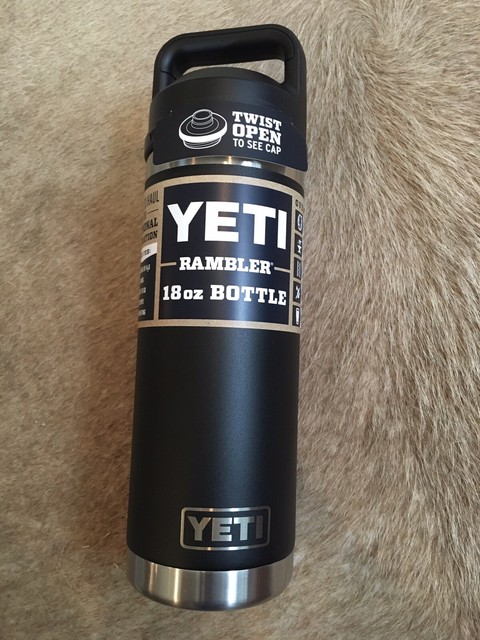 TWIST
OPEN
TO SEE CAP
YETI
RAMBLER
18oz BOTTLE
YETI